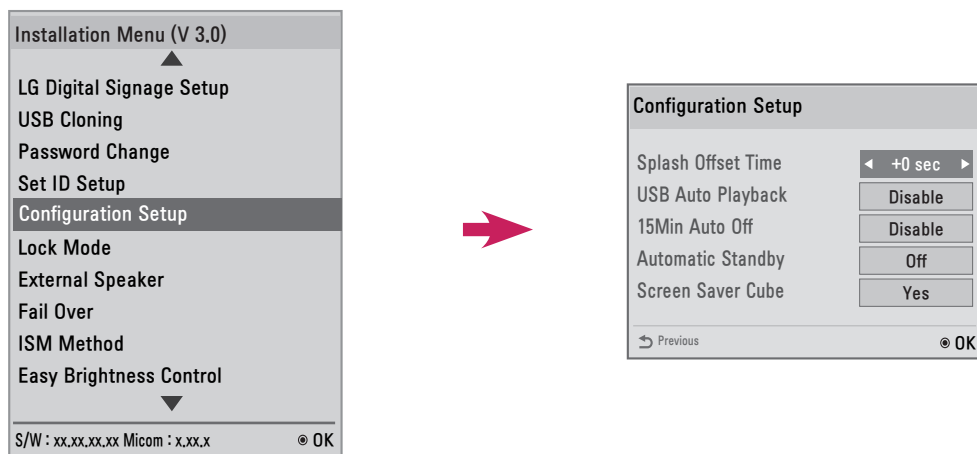 Installation Menu (V 3.0)
LG Digital Signage Setup
USB Cloning
Password Change
Set ID Setup
Configuration Setup
Lock Mode
External Speaker
Fail Over
ISM Method
Easy Brightness Control
S/W : xx.xx.xx.xx Micom : x.xx.x OK
Configuration Setup
Splash Offset Time +0 sec
USB Auto Playback Disable
15Min Auto Off Disable
Automatic Standby Off
Screen Saver Cube Yes
Previous OK